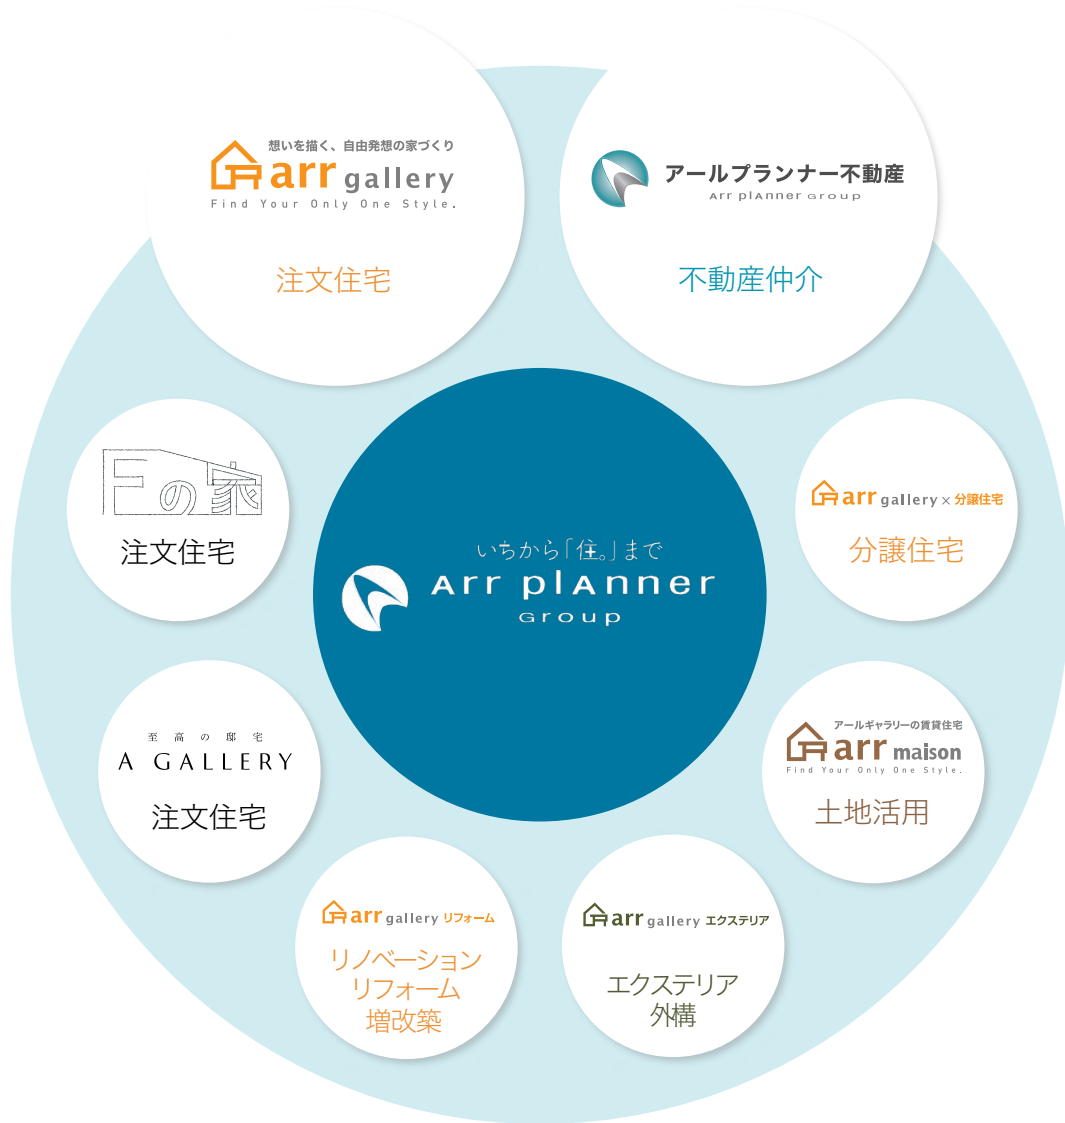 想いを描く、自由発想の家づくり
arr gallery
Find Your Only One Style.
注文住宅
アールプランナー不動産
Arr plAnner Group
不動産仲介
Fの家
注文住宅
いちから「住。」まで
Arr plAnner
Group
arr gallery × 分譲住宅
分譲住宅
至高の邸宅
A GALLERY
注文住宅
アールギャラリーの賃貸住宅
arr maison
Find Your Only One Style.
土地活用
arr gallery リフォーム
リノベーション
リフォーム
増改築
arr gallery エクステリア
エクステリア
外構